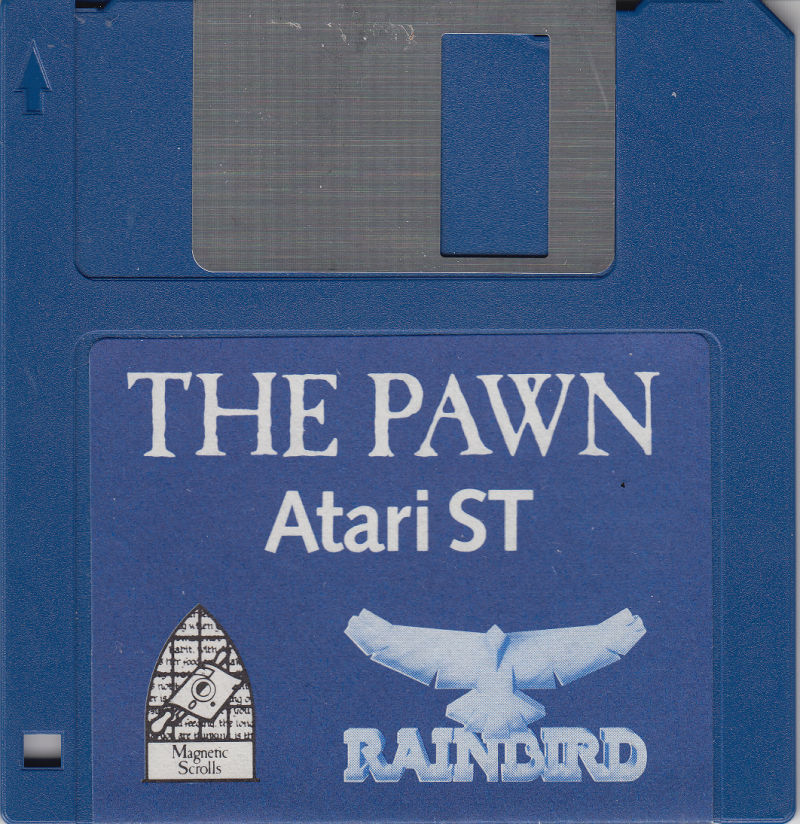 THE PAWN
Atari ST
Magnetic
Scrolls
RAINBIRD